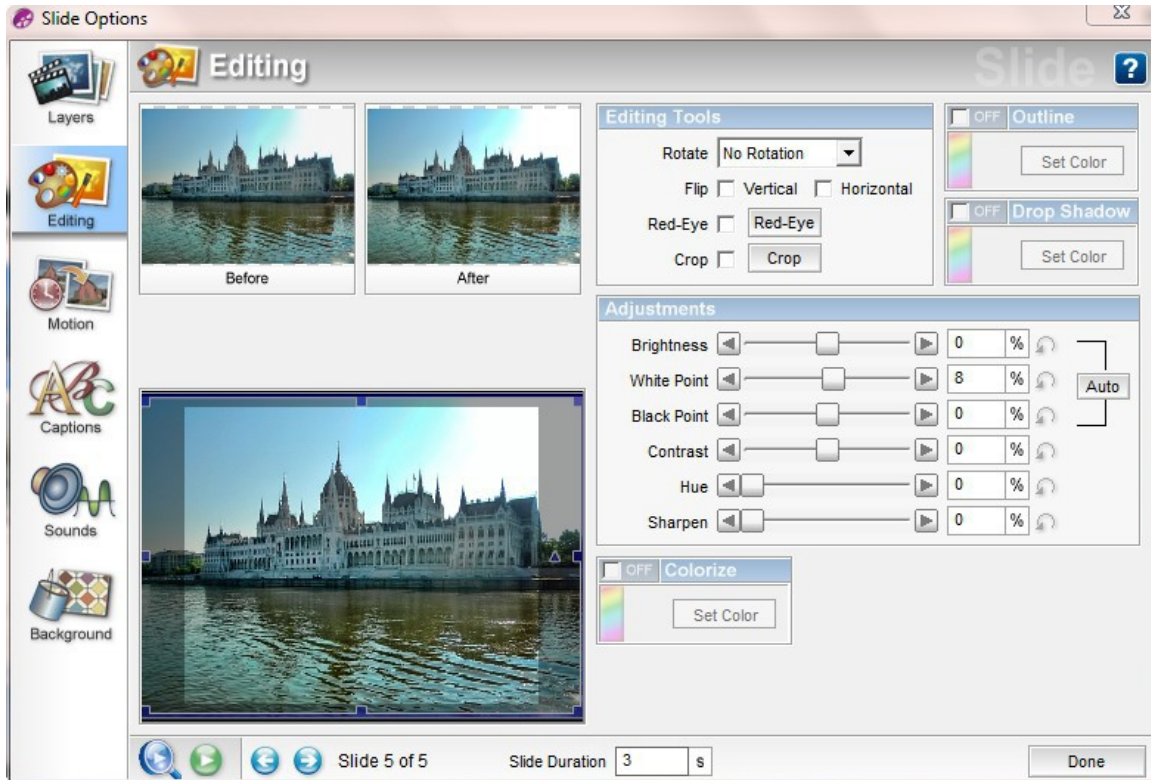 Slide Options
Editing
Slide
?
Layers
Editing
Motion
Captions
Sounds
Background
Before
After
Editing Tools
Rotate No Rotation
Flip Vertical Horizontal
Red-Eye Red-Eye
Crop Crop
OFF Outline
Set Color
OFF Drop Shadow
Set Color
Adjustments
Brightness 0 %
White Point 8 %
Black Point 0 %
Auto
Contrast 0 %
Hue 0 %
Sharpen 0 %
OFF Colorize
Set Color
Slide 5 of 5 Slide Duration 3 s
Done